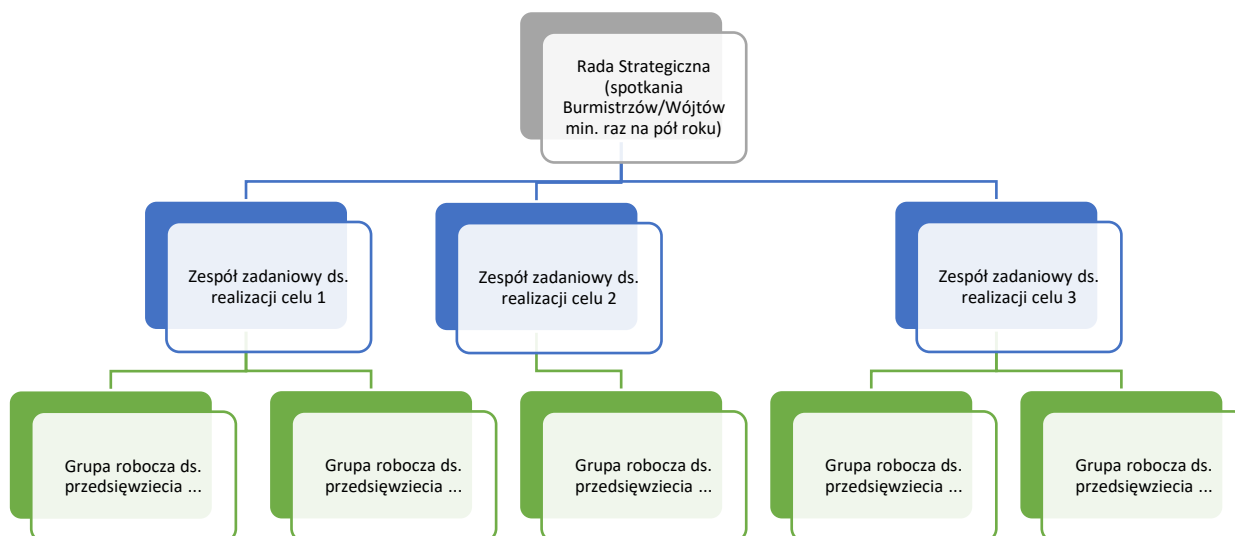 Rada Strategiczna
(spotkania
Burmistrzów/Wójtów
min. raz na pół roku)
Zespół zadaniowy ds.
realizacji celu 1
Zespół zadaniowy ds.
realizacji celu 2
Zespół zadaniowy ds.
realizacji celu 3
Grupa robocza ds.
przedsięwziecia ...
Grupa robocza ds.
przedsięwziecia ...
Grupa robocza ds.
przedsięwziecia ...
Grupa robocza ds.
przedsięwziecia ...
Grupa robocza ds.
przedsięwziecia ...